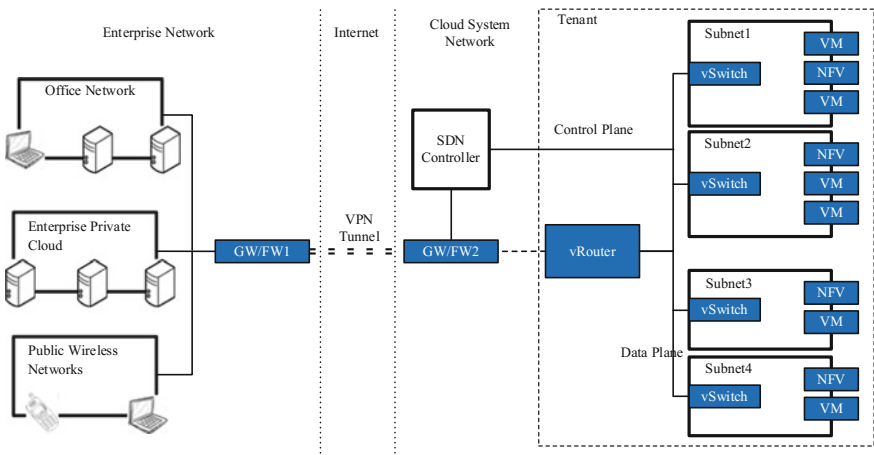 Enterprise Network
Internet
Cloud System
Network
Tenant
Office Network
Enterprise Private
Cloud
Public Wireless
Networks
GW/FW1
VPN
Tunnel
SDN
Controller
GW/FW2
Control Plane
vRouter
Data Plane
Subnet1
vSwitch
VM
NFV
VM
Subnet2
vSwitch
NFV
VM
VM
Subnet3
vSwitch
NFV
VM
Subnet4
vSwitch
NFV
VM